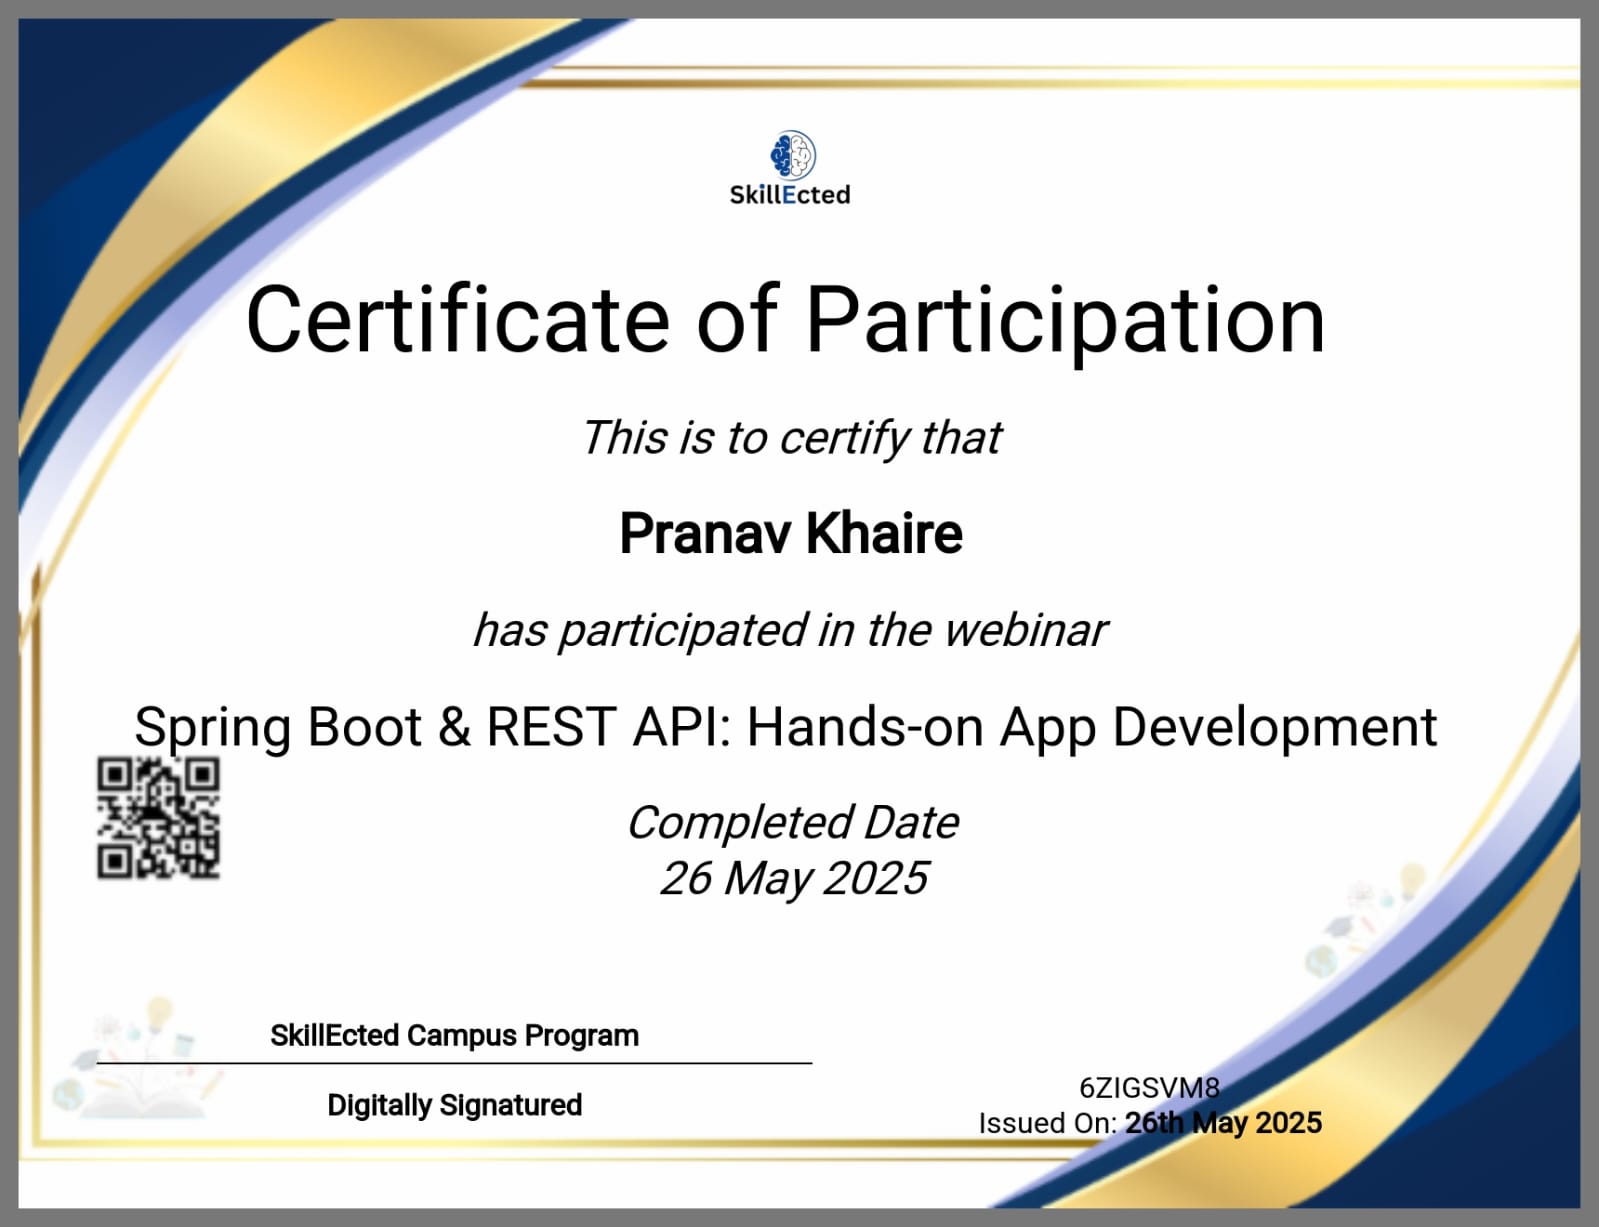 SkillEcted
Certificate of Participation
This is to certify that
Pranav Khaire
has participated in the webinar
Spring Boot & REST API: Hands-on App Development
Completed Date
26 May 2025
SkillEcted Campus Program
Digitally Signatured
6ZIGSVM8
Issued On: 26th May 2025